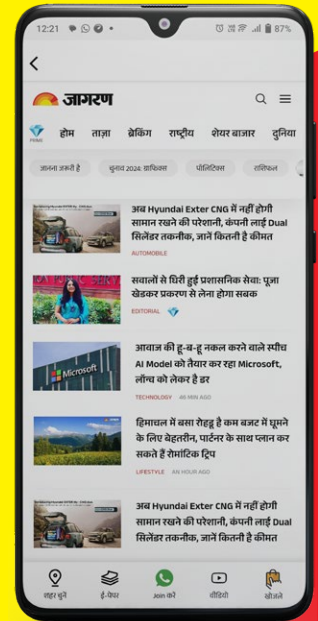 12:21
87%
जागरण
PRIME
होम ताज़ा ब्रेकिंग राष्ट्रीय शेयर बाजार दुनिया
जानना जरूरी है चुनाव 2024 ग्राफिक्स पॉलिटिक्स राशिफल
अब Hyundai Exter CNG में नहीं होगी
सामान रखने की परेशानी, कंपनी लाई Dual
सिलेंडर तकनीक, जानें कितनी है कीमत
AUTOMOBILE
सवालों से घिरी हुई प्रशासनिक सेवा: पूजा
खेडकर प्रकरण से लेना होगा सबक
EDITORIAL
आवाज की हू-ब-हू नकल करने वाले स्पीच
AI Model को तैयार कर रहा Microsoft,
लॉन्च को लेकर है डर
Microsoft
TECHNOLOGY 46 MIN AGO
हिमाचल में बसा रोहड़ू है कम बजट में घूमने
के लिए बेहतरीन, पार्टनर के साथ प्लान कर
सकते हैं रोमांटिक ट्रिप
LIFESTYLE AN HOUR AGO
अब Hyundai Exter CNG में नहीं होगी
सामान रखने की परेशानी, कंपनी लाई Dual
सिलेंडर तकनीक, जानें कितनी है कीमत
शहर चुनें ई-पेपर Join करें वीडियो खोजलें